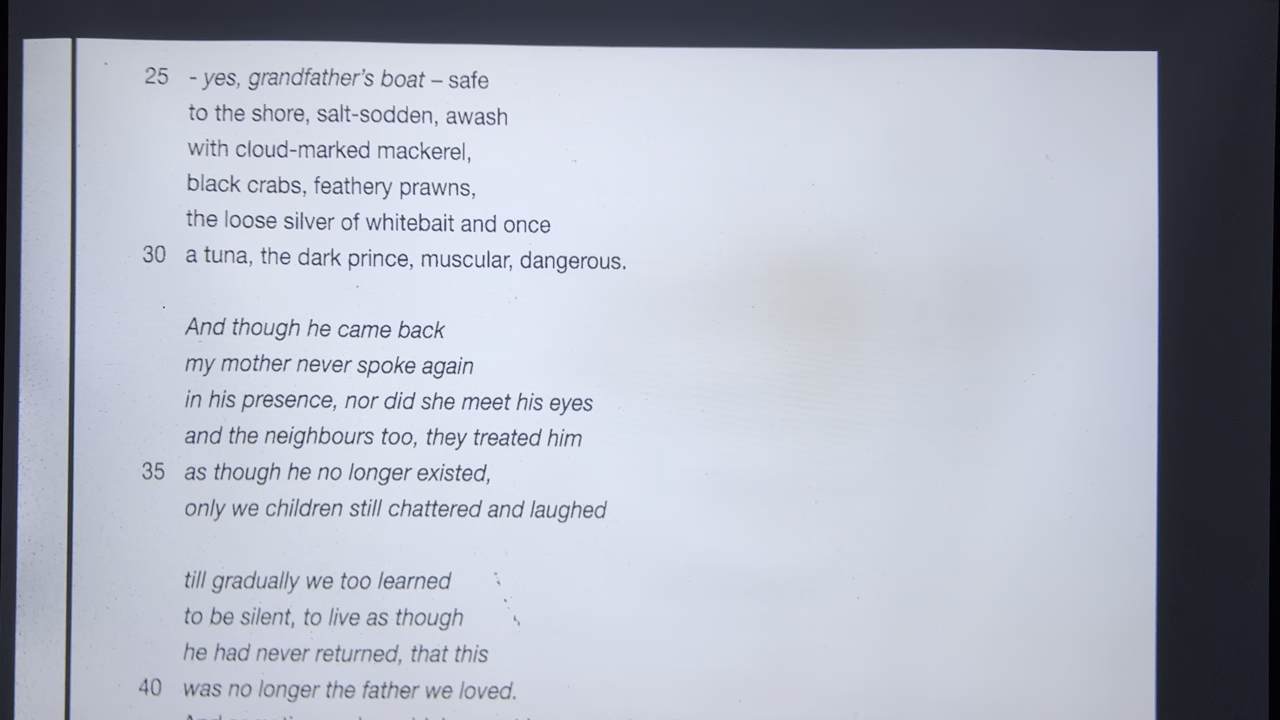 25 - yes, grandfather's boat – safe
to the shore, salt-sodden, awash
with cloud-marked mackerel,
black crabs, feathery prawns,
the loose silver of whitebait and once
30 a tuna, the dark prince, muscular, dangerous.
And though he came back
my mother never spoke again
in his presence, nor did she meet his eyes
and the neighbours too, they treated him
35 as though he no longer existed,
only we children still chattered and laughed
till gradually we too learned
to be silent, to live as though
he had never returned, that this
40 was no longer the father we loved.